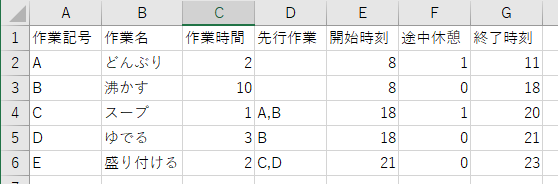 A B C D E F G
1 作業記号 作業名 作業時間 先行作業 開始時刻 途中休憩 終了時刻
2 A どんぶり 2 8 1 11
3 B 沸かす 10 8 0 18
4 C スープ 1 A,B 18 1 20
5 D ゆでる 3 B 18 0 21
6 E 盛り付ける 2 C,D 21 0 23